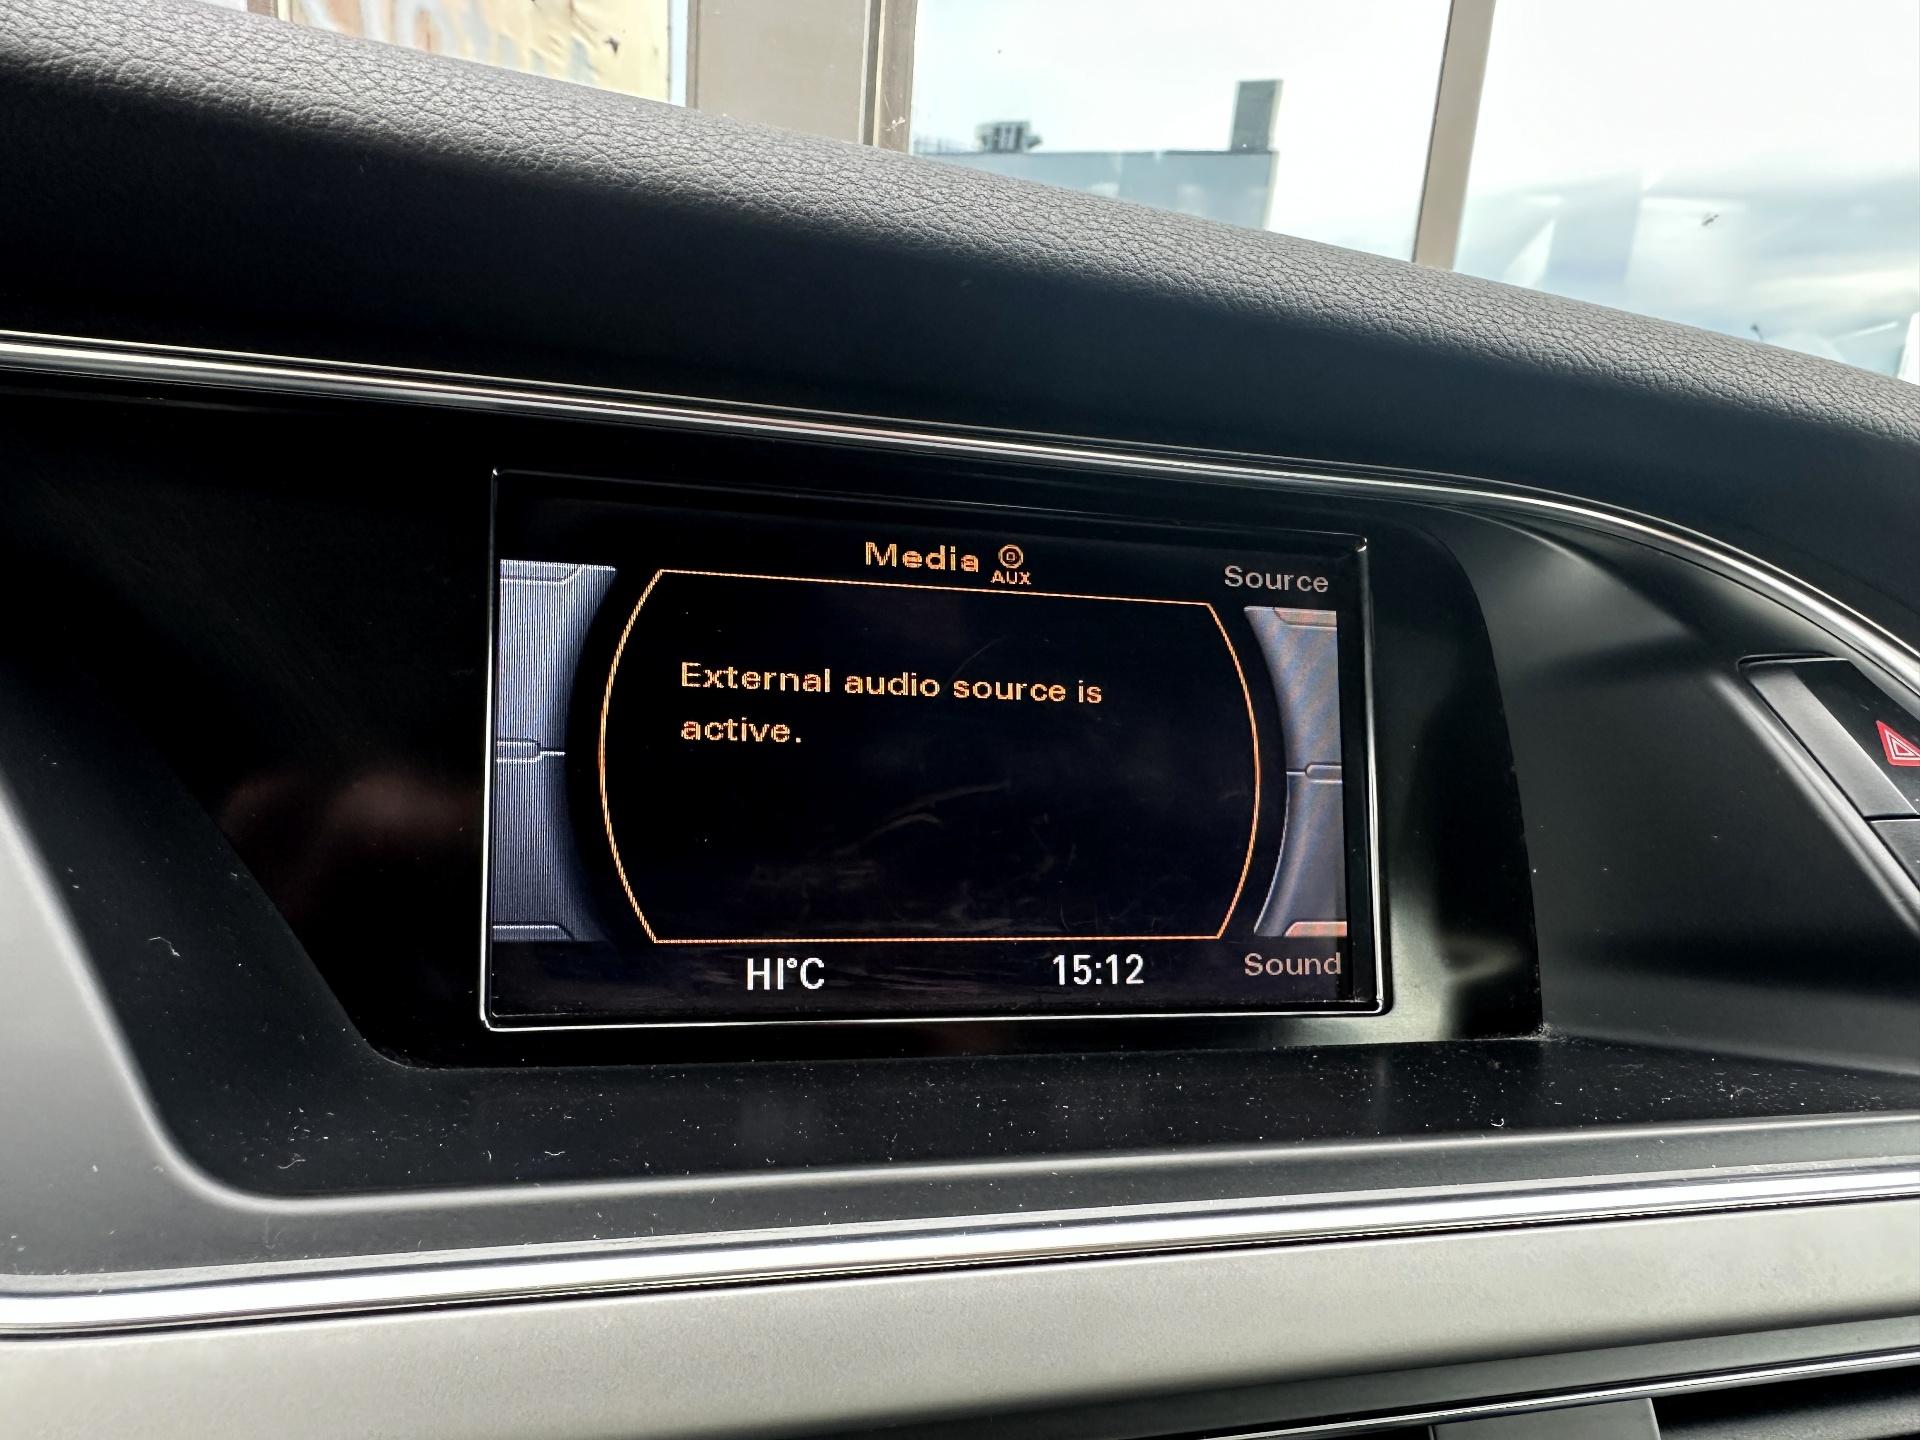 Media AUX
Source
External audio source is
active.
HI°C 15:12 Sound